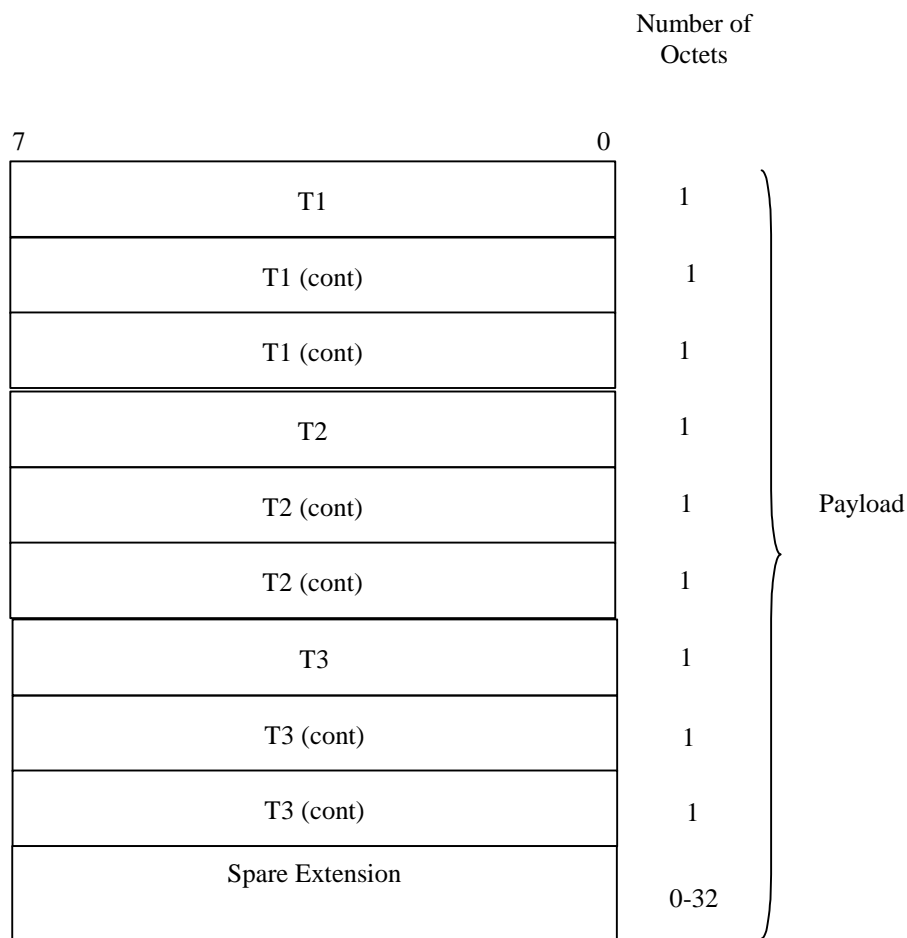 Number of
Octets
7 0
T1 1
T1 (cont) 1
T1 (cont) 1
T2 1
T2 (cont) 1 Payload
T2 (cont) 1
T3 1
T3 (cont) 1
T3 (cont) 1
Spare Extension
0-32